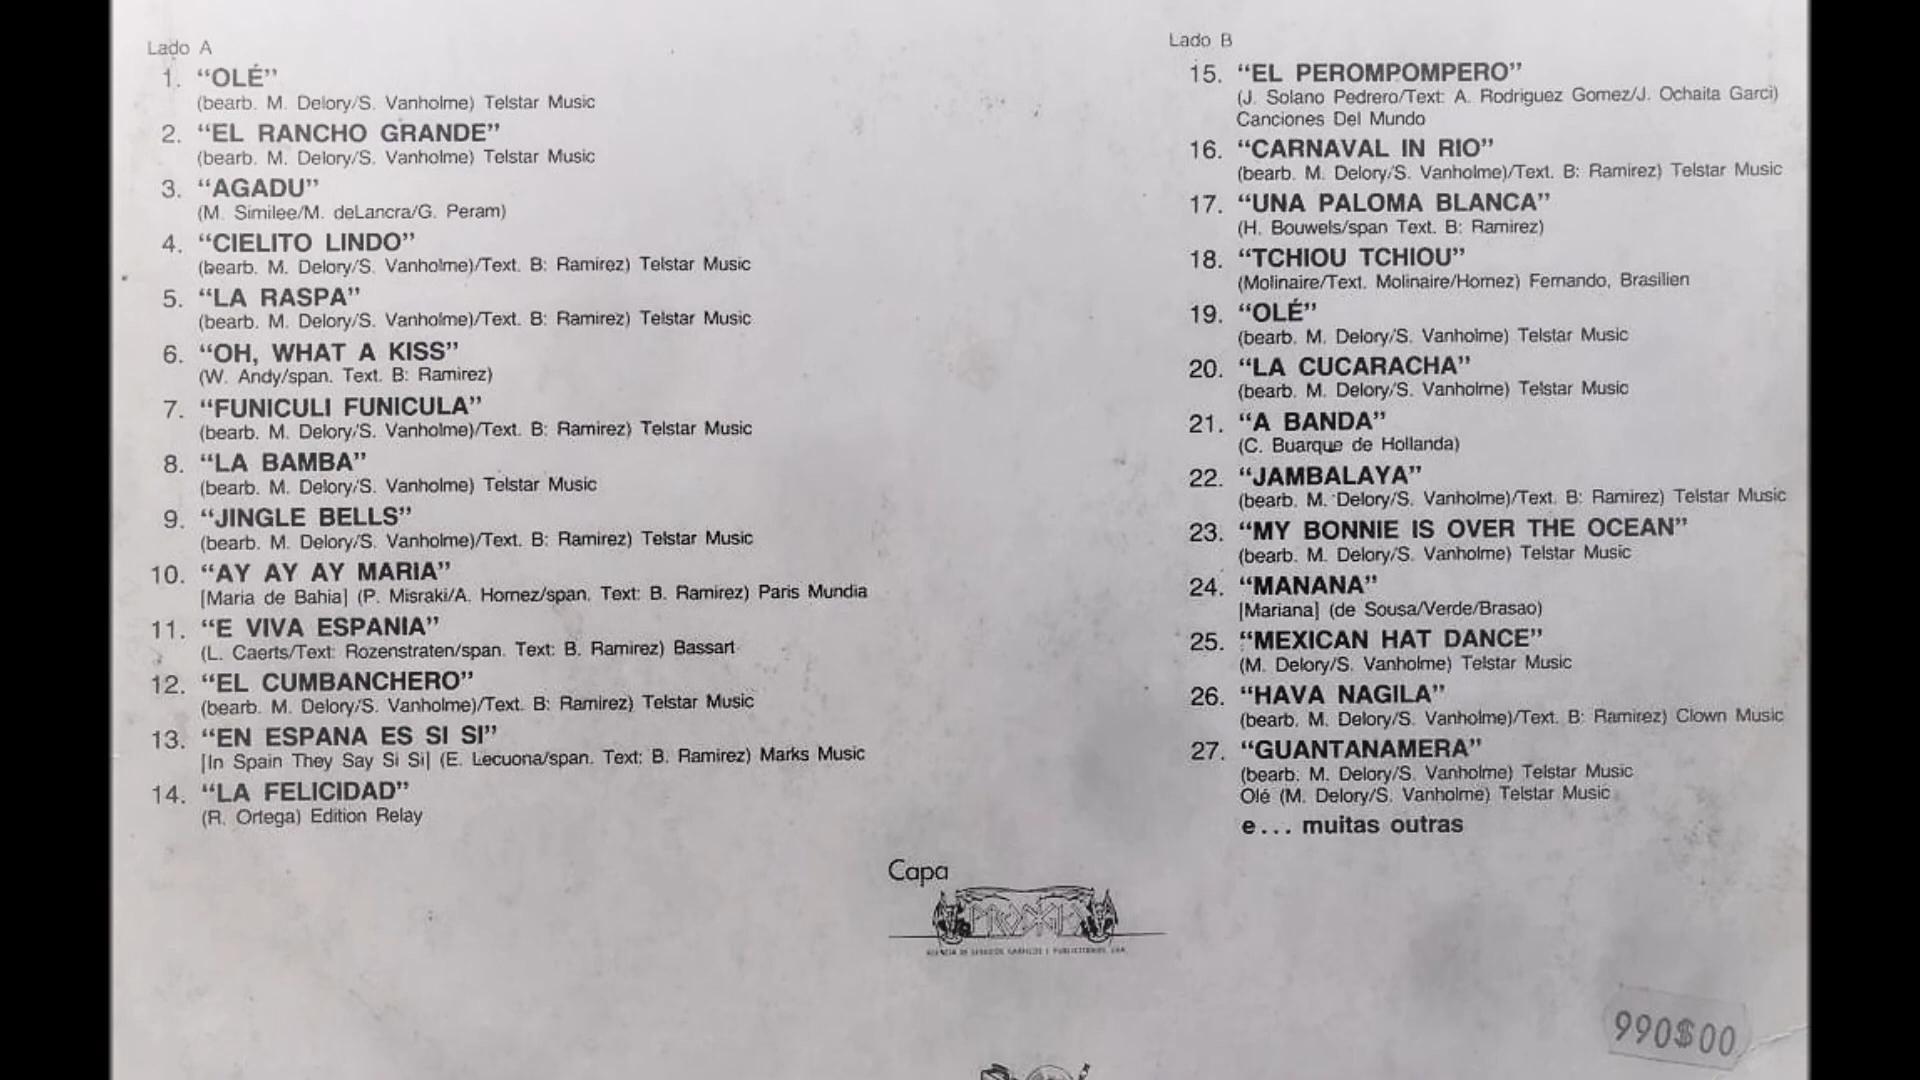 Lado A
1. “OLÉ”
(bearb. M. Delory/S. Vanholme) Telstar Music
2. “EL RANCHO GRANDE”
(bearb. M. Delory/S. Vanholme) Telstar Music
3. “AGADU”
(M. Similee/M. deLancra/G. Peram)
4. “CIELITO LINDO”
(bearb. M. Delory/S. Vanholme)/Text. B: Ramirez) Telstar Music
5. “LA RASPA”
(bearb. M. Delory/S. Vanholme)/Text. B: Ramirez) Telstar Music
6. “OH, WHAT A KISS”
(W. Andy/span. Text. B: Ramirez)
7. “FUNICULI FUNICULA”
(bearb. M. Delory/S. Vanholme)/Text. B: Ramirez) Telstar Music
8. “LA BAMBA”
(bearb. M. Delory/S. Vanholme) Telstar Music
9. “JINGLE BELLS”
(bearb. M. Delory/S. Vanholme)/Text. B: Ramirez) Telstar Music
10. “AY AY AY MARIA”
[Maria de Bahia] (P. Misraki/A. Hornez/span. Text: B. Ramirez) Paris Mundia
11. “E VIVA ESPANIA”
(L. Caerts/Text: Rozenstraten/span. Text: B. Ramirez) Bassart
12. “EL CUMBANCHERO”
(bearb. M. Delory/S. Vanholme)/Text. B: Ramirez) Telstar Music
13. “EN ESPANA ES SI SI”
[In Spain They Say Si Si] (E. Lecuona/span. Text: B. Ramirez) Marks Music
14. “LA FELICIDAD”
(R. Ortega) Edition Relay
Lado B
15. “EL PEROMPOMPERO”
(J. Solano Pedrero/Text: A. Rodriguez Gomez/J. Ochaita Garci)
Canciones Del Mundo
16. “CARNAVAL IN RIO”
(bearb. M. Delory/S. Vanholme)/Text. B: Ramirez) Telstar Music
17. “UNA PALOMA BLANCA”
(H. Bouwels/span Text. B: Ramirez)
18. “TCHIOU TCHIOU”
(Molinaire/Text. Molinaire/Hornez) Fernando, Brasilien
19. “OLÉ”
(bearb. M. Delory/S. Vanholme) Telstar Music
20. “LA CUCARACHA”
(bearb. M. Delory/S. Vanholme) Telstar Music
21. “A BANDA”
(C. Buarque de Hollanda)
22. “JAMBALAYA”
(bearb. M. Delory/S. Vanholme)/Text. B: Ramirez) Telstar Music
23. “MY BONNIE IS OVER THE OCEAN”
(bearb. M. Delory/S. Vanholme) Telstar Music
24. “MANANA”
[Mariana] (de Sousa/Verde/Brasao)
25. “MEXICAN HAT DANCE”
(M. Delory/S. Vanholme) Telstar Music
26. “HAVA NAGILA”
(bearb. M. Delory/S. Vanholme)/Text. B: Ramirez) Clown Music
27. “GUANTANAMERA”
(bearb. M. Delory/S. Vanholme) Telstar Music
Olé (M. Delory/S. Vanholme) Telstar Music
e... muitas outras
Capa
AGENCIA DE SERVIÇOS GRÁFICOS E PUBLICITÁRIOS, LDA.
990$00